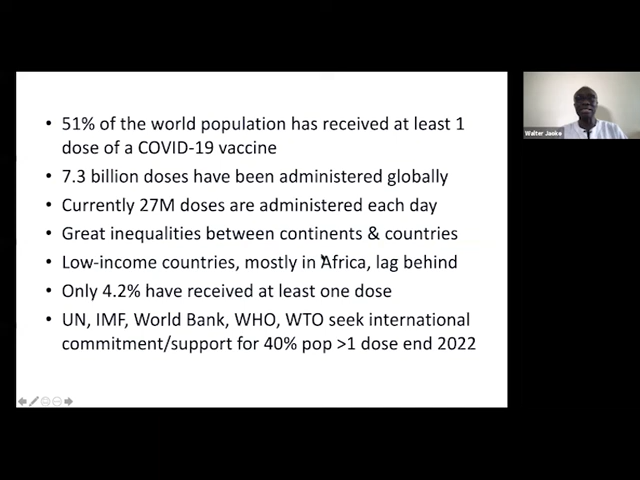 • 51% of the world population has received at least 1
dose of a COVID-19 vaccine
• 7.3 billion doses have been administered globally
• Currently 27M doses are administered each day
• Great inequalities between continents & countries
• Low-income countries, mostly in Africa, lag behind
• Only 4.2% have received at least one dose
• UN, IMF, World Bank, WHO, WTO seek international
commitment/support for 40% pop >1 dose end 2022
Walter Jaoko